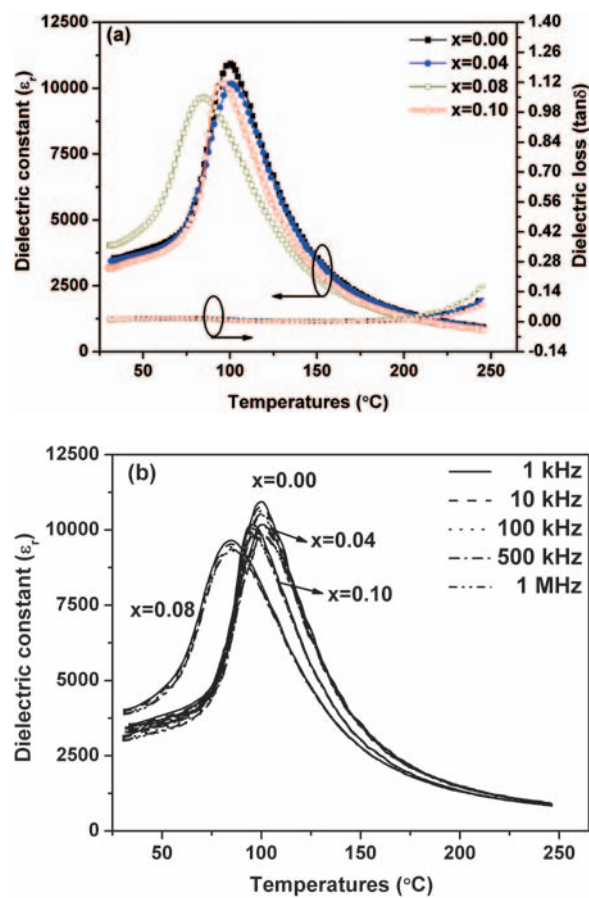 (a)
x=0.00
x=0.04
x=0.08
x=0.10
12500
10000
7500
5000
2500
0
Dielectric constant (εr)
1.40
1.26
1.12
0.98
0.84
0.70
0.56
0.42
0.28
0.14
0.00
-0.14
Dielectric loss (tanδ)
50
100
150
200
250
Temperatures (°C)
(b)
x=0.00
x=0.04
x=0.10
x=0.08
1 kHz
10 kHz
100 kHz
500 kHz
1 MHz
12500
10000
7500
5000
2500
0
Dielectric constant (εr)
50
100
150
200
250
Temperatures (°C)